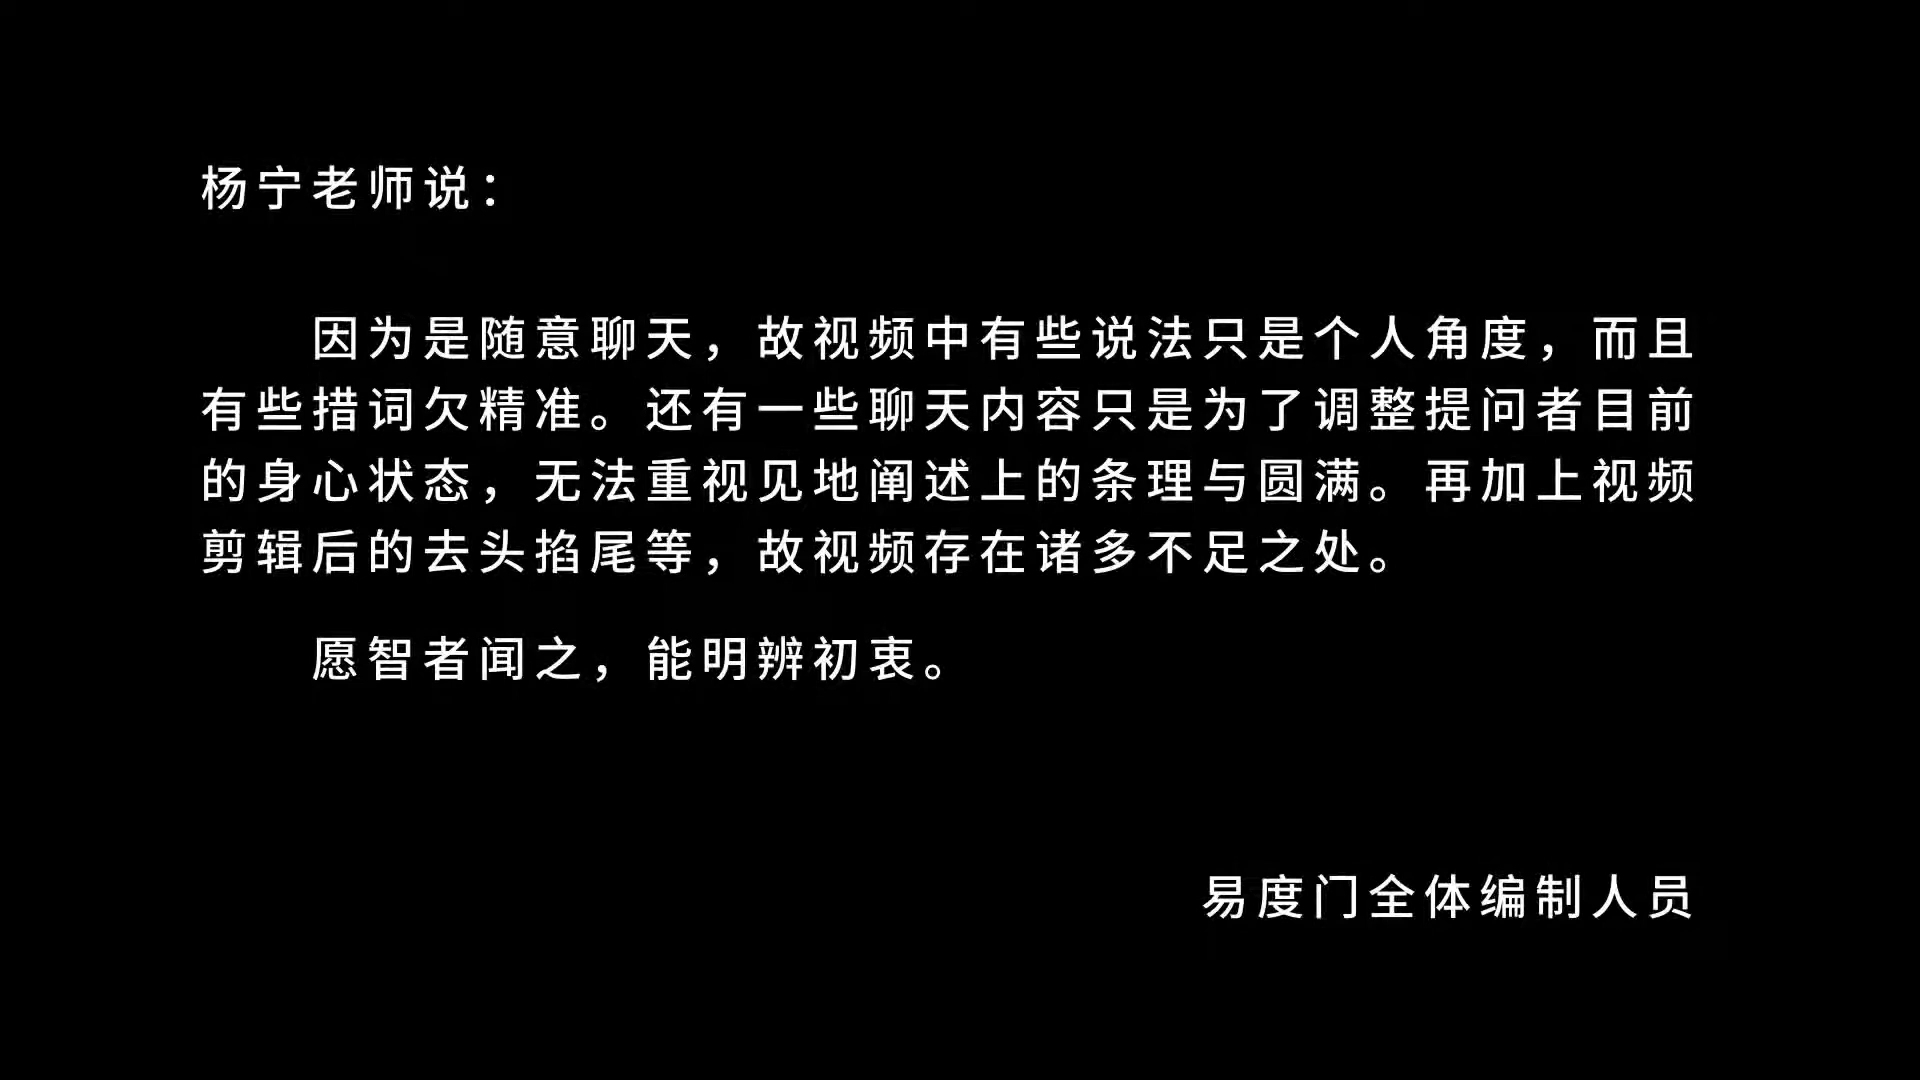 杨宁老师说：
因为是随意聊天，故视频中有些说法只是个人角度，而且
有些措词欠精准。还有一些聊天内容只是为了调整提问者目前
的身心状态，无法重视见地阐述上的条理与圆满。再加上视频
剪辑后的去头掐尾等，故视频存在诸多不足之处。
愿智者闻之，能明辨初衷。
易度门全体编制人员